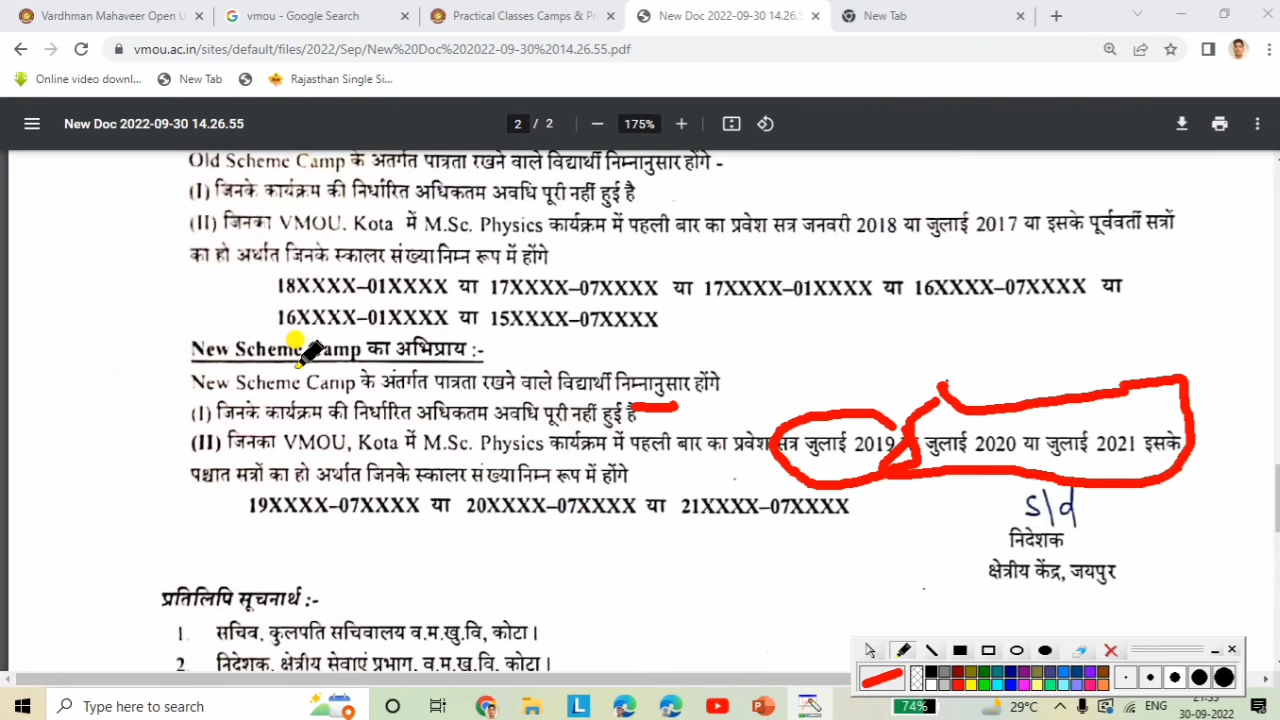 Vardhman Mahaveer Open U
vmou - Google Search
Practical Classes Camps & Pr
New Doc 2022-09-30 14.26.5
New Tab
vmou.ac.in/sites/default/files/2022/Sep/New%20Doc%202022-09-30%2014.26.55.pdf
Online video downl...
New Tab
Rajasthan Single Si...
New Doc 2022-09-30 14.26.55
2 / 2
175%
Old Scheme Camp के अंतर्गत पात्रता रखने वाले विद्यार्थी निम्नानुसार होंगे -
(I) जिनके कार्यक्रम की निर्धारित अधिकतम अवधि पूरी नहीं हुई है
(II) जिनका VMOU. Kota में M.Sc. Physics कार्यक्रम में पहली बार का प्रवेश सत्र जनवरी 2018 या जुलाई 2017 या इसके पूर्ववर्ती सत्रों
का हो अर्थात जिनके स्कालर संख्या निम्न रूप में होंगे
18XXXX–01XXXX या 17XXXX–07XXXX या 17XXXX–01XXXX या 16XXXX–07XXXX या
16XXXX–01XXXX या 15XXXX–07XXXX
New Scheme Camp का अभिप्राय :-
New Scheme Camp के अंतर्गत पात्रता रखने वाले विद्यार्थी निम्नानुसार होंगे
(I) जिनके कार्यक्रम की निर्धारित अधिकतम अवधि पूरी नहीं हुई है
(II) जिनका VMOU, Kota में M.Sc. Physics कार्यक्रम में पहली बार का प्रवेश सत्र जुलाई 2019 जुलाई 2020 या जुलाई 2021 इसके
पश्चात सत्रों का हो अर्थात जिनके स्कालर संख्या निम्न रूप में होंगे
19XXXX–07XXXX या 20XXXX–07XXXX या 21XXXX–07XXXX
s/d
निदेशक
क्षेत्रीय केंद्र, जयपुर
प्रतिलिपि सूचनार्थ :-
1. सचिव, कुलपति सचिवालय व.म.खु.वि, कोटा।
2. निदेशक, क्षेत्रीय सेवाएं प्रभाग, व.म.ख.वि. कोटा।
Type here to search
74%
29°C
ENG
30-09-2022